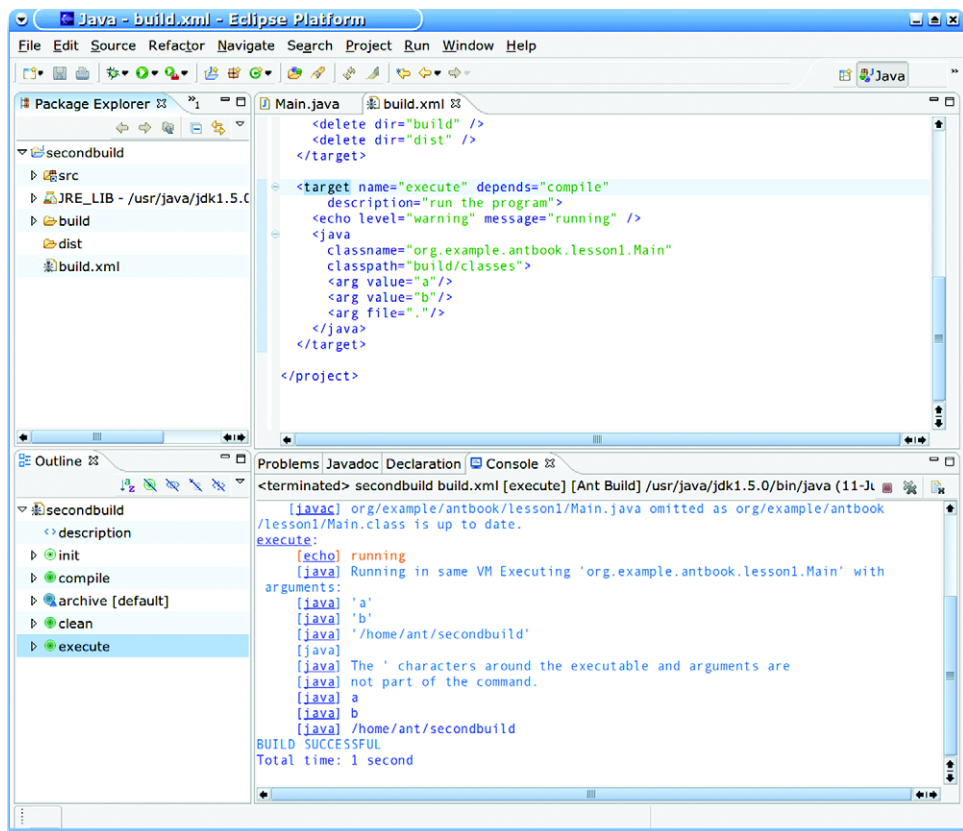 Java - build.xml - Eclipse Platform
File Edit Source Refactor Navigate Search Project Run Window Help
Java
»
Package Explorer
»1
secondbuild
src
JRE_LIB - /usr/java/jdk1.5.0
build
dist
build.xml
Main.java
build.xml
<delete dir="build" />
<delete dir="dist" />
</target>
<target name="execute" depends="compile"
description="run the program">
<echo level="warning" message="running" />
<java
classname="org.example.antbook.lesson1.Main"
classpath="build/classes">
<arg value="a"/>
<arg value="b"/>
<arg file="."/>
</java>
</target>
</project>
Outline
secondbuild
description
init
compile
archive [default]
clean
execute
Problems Javadoc Declaration Console
<terminated> secondbuild build.xml [execute] [Ant Build] /usr/java/jdk1.5.0/bin/java (11-Ju
[javac] org/example/antbook/lesson1/Main.java omitted as org/example/antbook
/lesson1/Main.class is up to date.
execute:
[echo] running
[java] Running in same VM Executing 'org.example.antbook.lesson1.Main' with
arguments:
[java] 'a'
[java] 'b'
[java] '/home/ant/secondbuild'
[java]
[java] The ' characters around the executable and arguments are
[java] not part of the command.
[java] a
[java] b
[java] /home/ant/secondbuild
BUILD SUCCESSFUL
Total time: 1 second